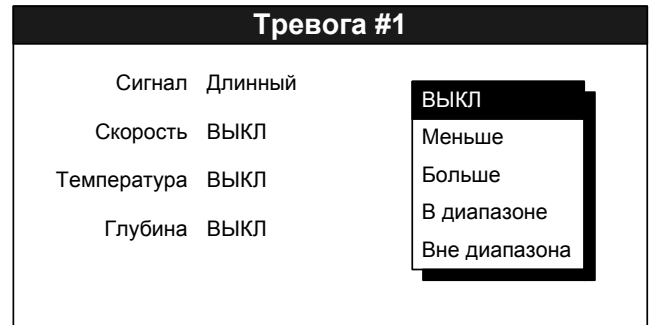 Тревога #1
Сигнал Длинный
Скорость ВЫКЛ
Температура ВЫКЛ
Глубина ВЫКЛ
ВЫКЛ
Меньше
Больше
В диапазоне
Вне диапазона